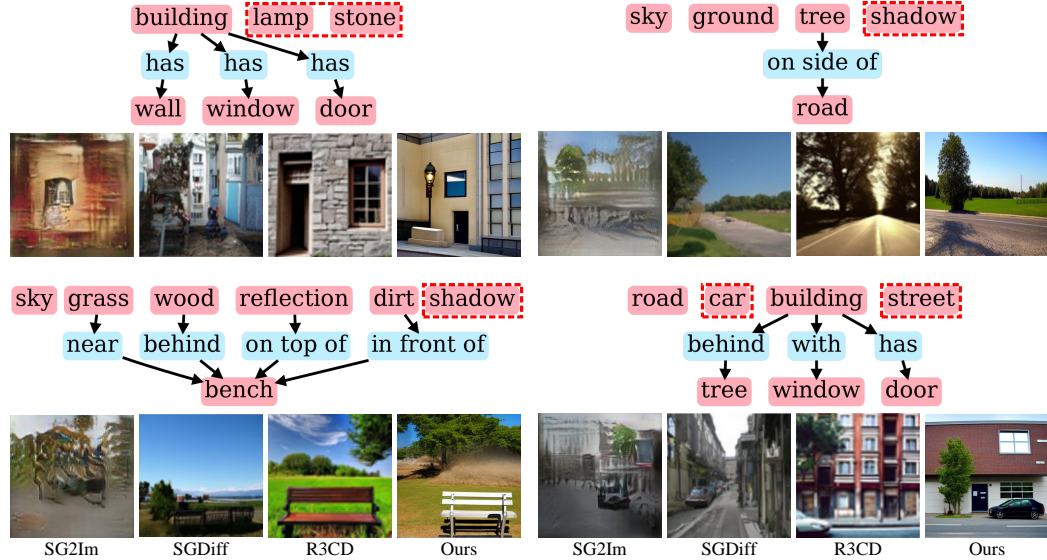 building lamp stone
has has has
wall window door
sky ground tree shadow
on side of
road
sky grass wood reflection dirt shadow
near behind on top of in front of
bench
road car building street
behind with has
tree window door
SG2Im SGDiff R3CD Ours
SG2Im SGDiff R3CD Ours